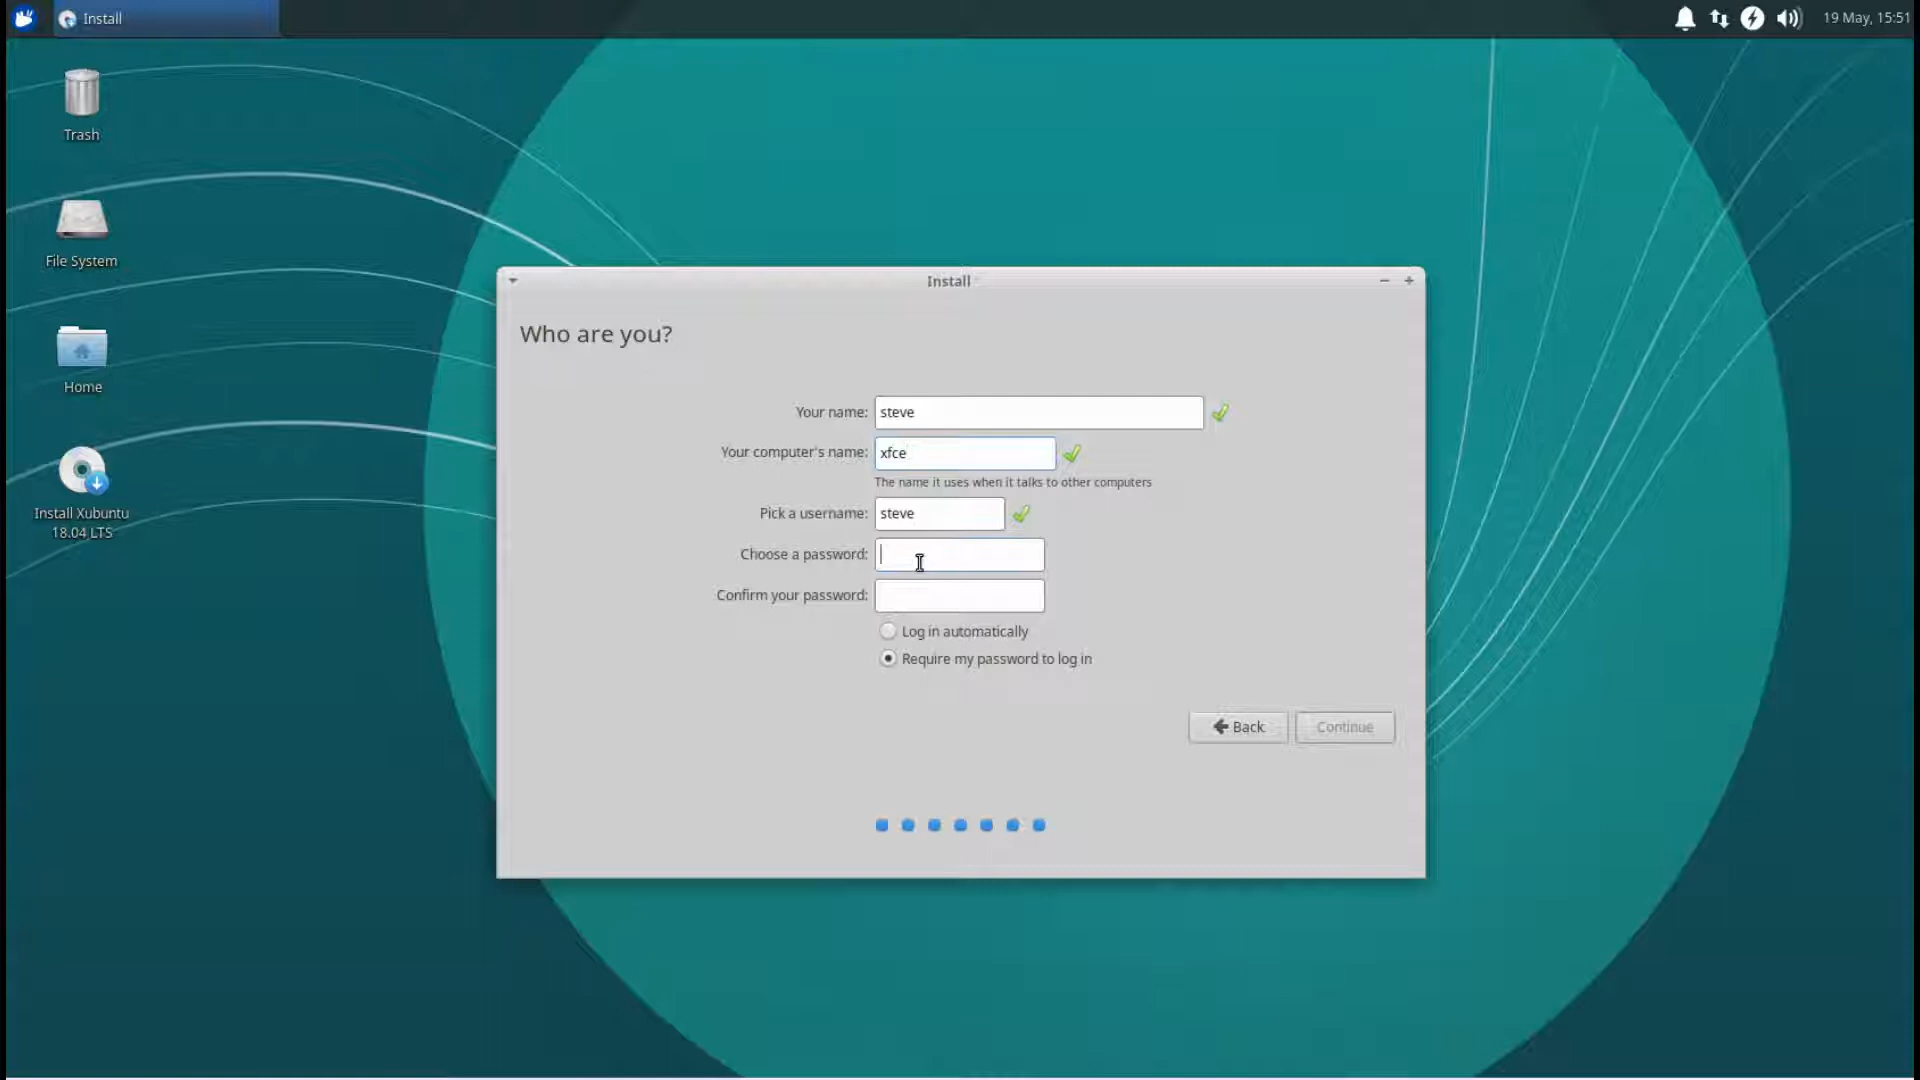 Install
19 May, 15:51
Trash
File System
Home
Install Xubuntu
18.04 LTS
Install
Who are you?
Your name: steve
Your computer's name: xfce
The name it uses when it talks to other computers
Pick a username: steve
Choose a password:
Confirm your password:
Log in automatically
Require my password to log in
Back
Continue